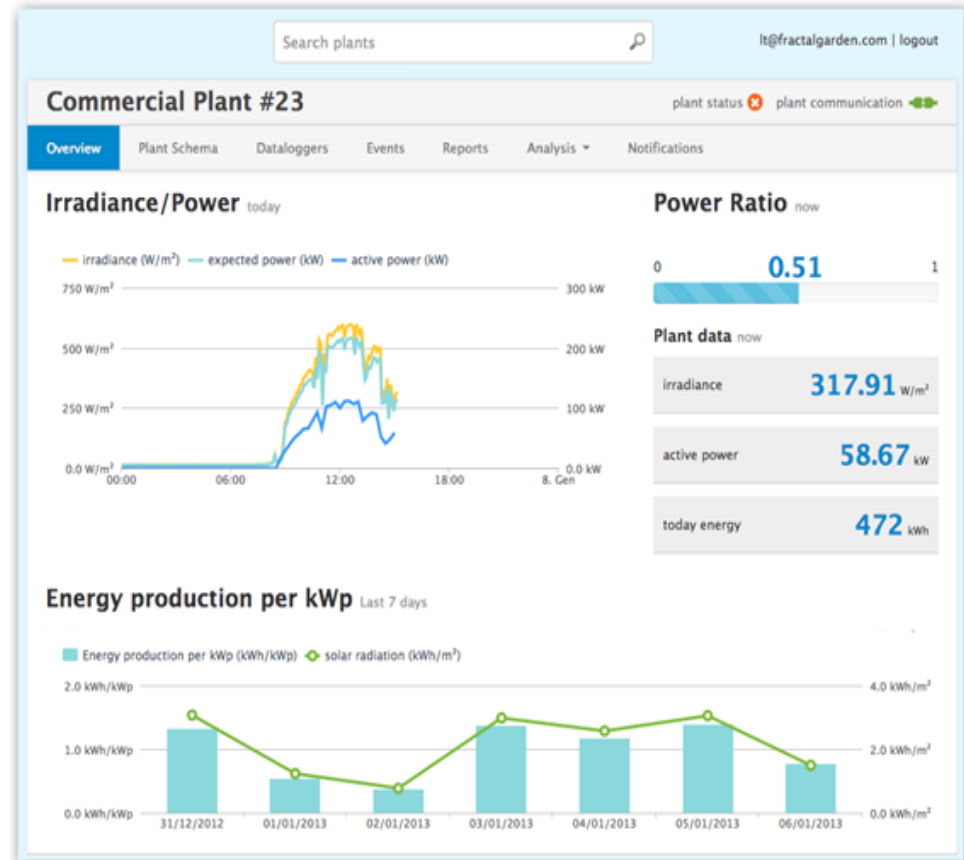 Search plants
lt@fractalgarden.com | logout
Commercial Plant #23
plant status plant communication
Overview Plant Schema Dataloggers Events Reports Analysis Notifications
Irradiance/Power today
irradiance (W/m²) expected power (kW) active power (kW)
750 W/m² 300 kW
500 W/m² 200 kW
250 W/m² 100 kW
0.0 W/m² 0.0 kW
00:00 06:00 12:00 18:00 8. Gen
Power Ratio now
0 0.51 1
Plant data now
irradiance 317.91 W/m²
active power 58.67 kW
today energy 472 kWh
Energy production per kWp Last 7 days
Energy production per kWp (kWh/kWp) solar radiation (kWh/m²)
2.0 kWh/kWp 4.0 kWh/m²
1.0 kWh/kWp 2.0 kWh/m²
0.0 kWh/kWp 0.0 kWh/m²
31/12/2012 01/01/2013 02/01/2013 03/01/2013 04/01/2013 05/01/2013 06/01/2013